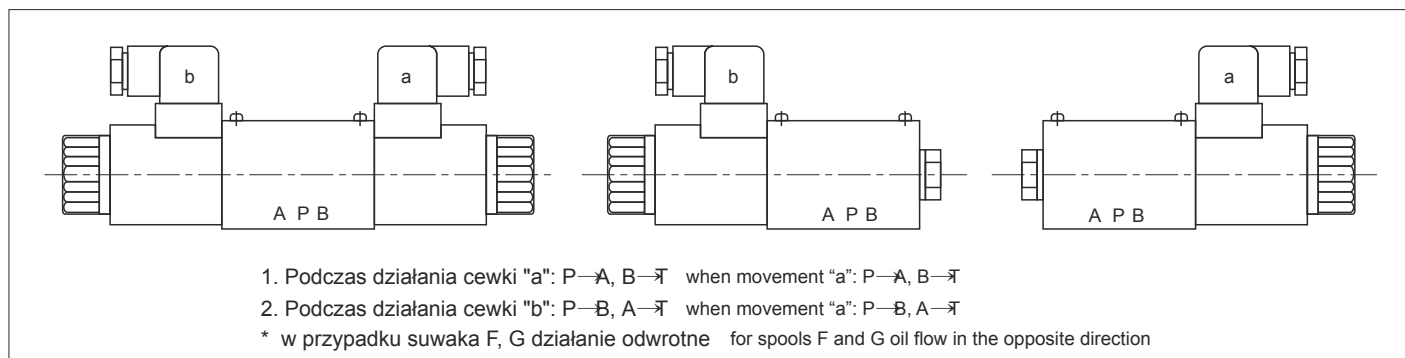 b a b a
A P B A P B A P B
1. Podczas działania cewki "a": P→A, B→T when movement “a”: P→A, B→T
2. Podczas działania cewki "b": P→B, A→T when movement “a”: P→B, A→T
* w przypadku suwaka F, G działanie odwrotne for spools F and G oil flow in the opposite direction